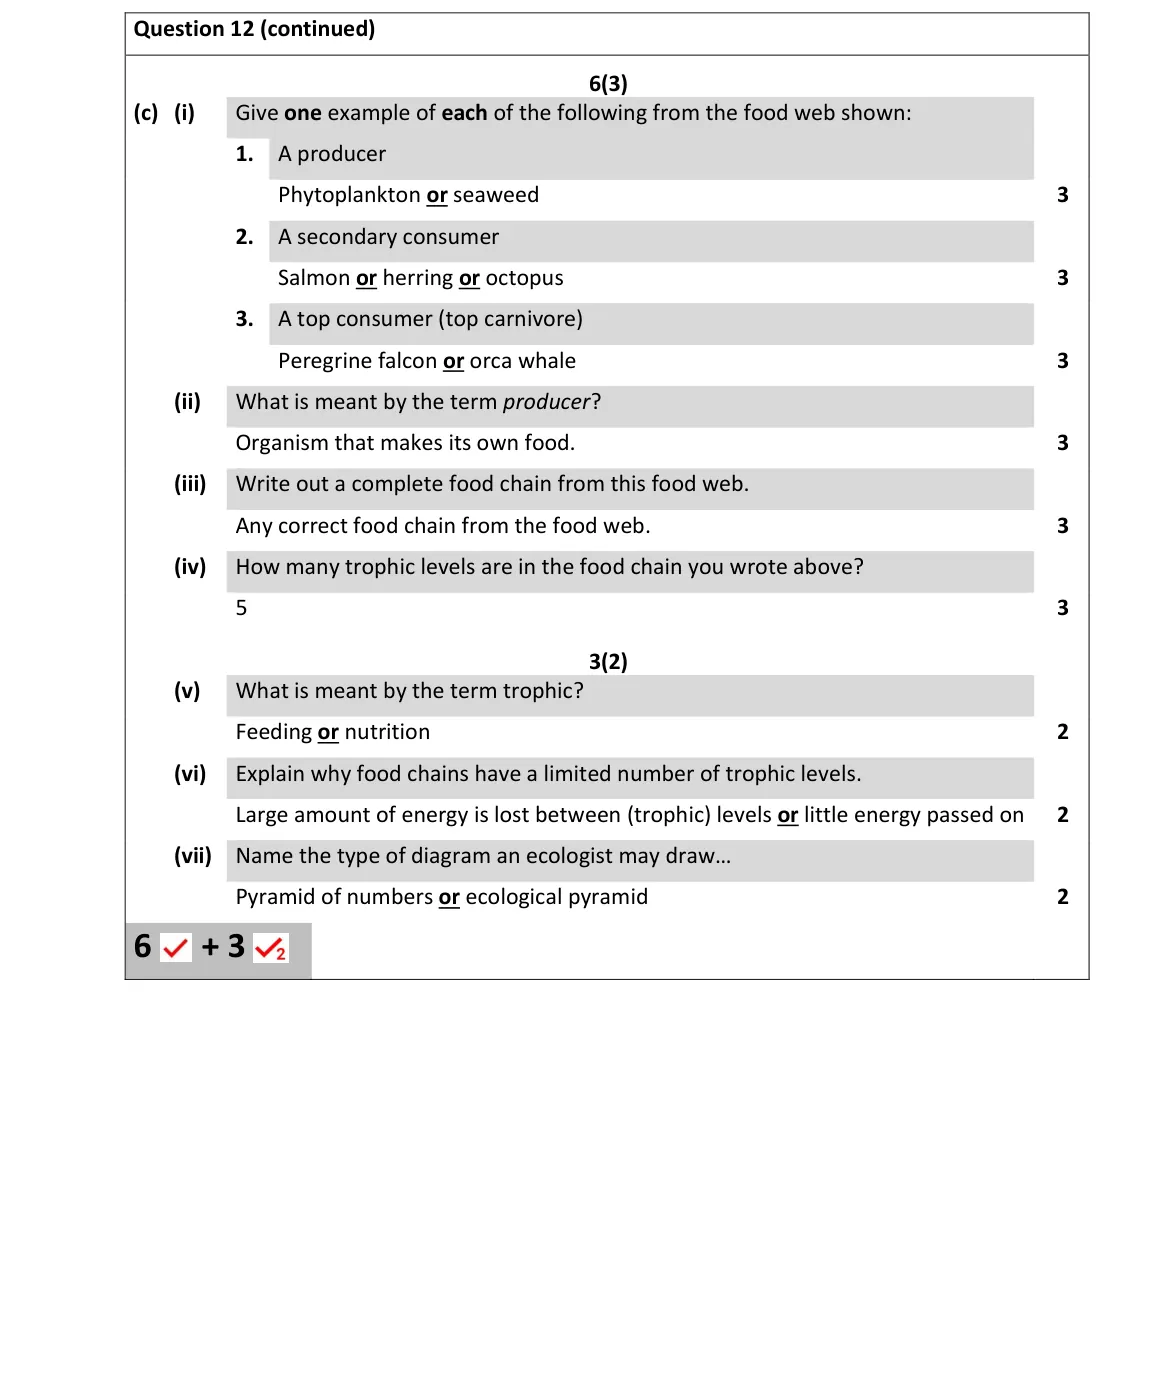 Question 12 (continued)
6(3)
(c) (i) Give one example of each of the following from the food web shown:
1. A producer
Phytoplankton or seaweed 3
2. A secondary consumer
Salmon or herring or octopus 3
3. A top consumer (top carnivore)
Peregrine falcon or orca whale 3
(ii) What is meant by the term producer?
Organism that makes its own food. 3
(iii) Write out a complete food chain from this food web.
Any correct food chain from the food web. 3
(iv) How many trophic levels are in the food chain you wrote above?
5 3
3(2)
(v) What is meant by the term trophic?
Feeding or nutrition 2
(vi) Explain why food chains have a limited number of trophic levels.
Large amount of energy is lost between (trophic) levels or little energy passed on 2
(vii) Name the type of diagram an ecologist may draw...
Pyramid of numbers or ecological pyramid 2
6 ✓ + 3 ✓2